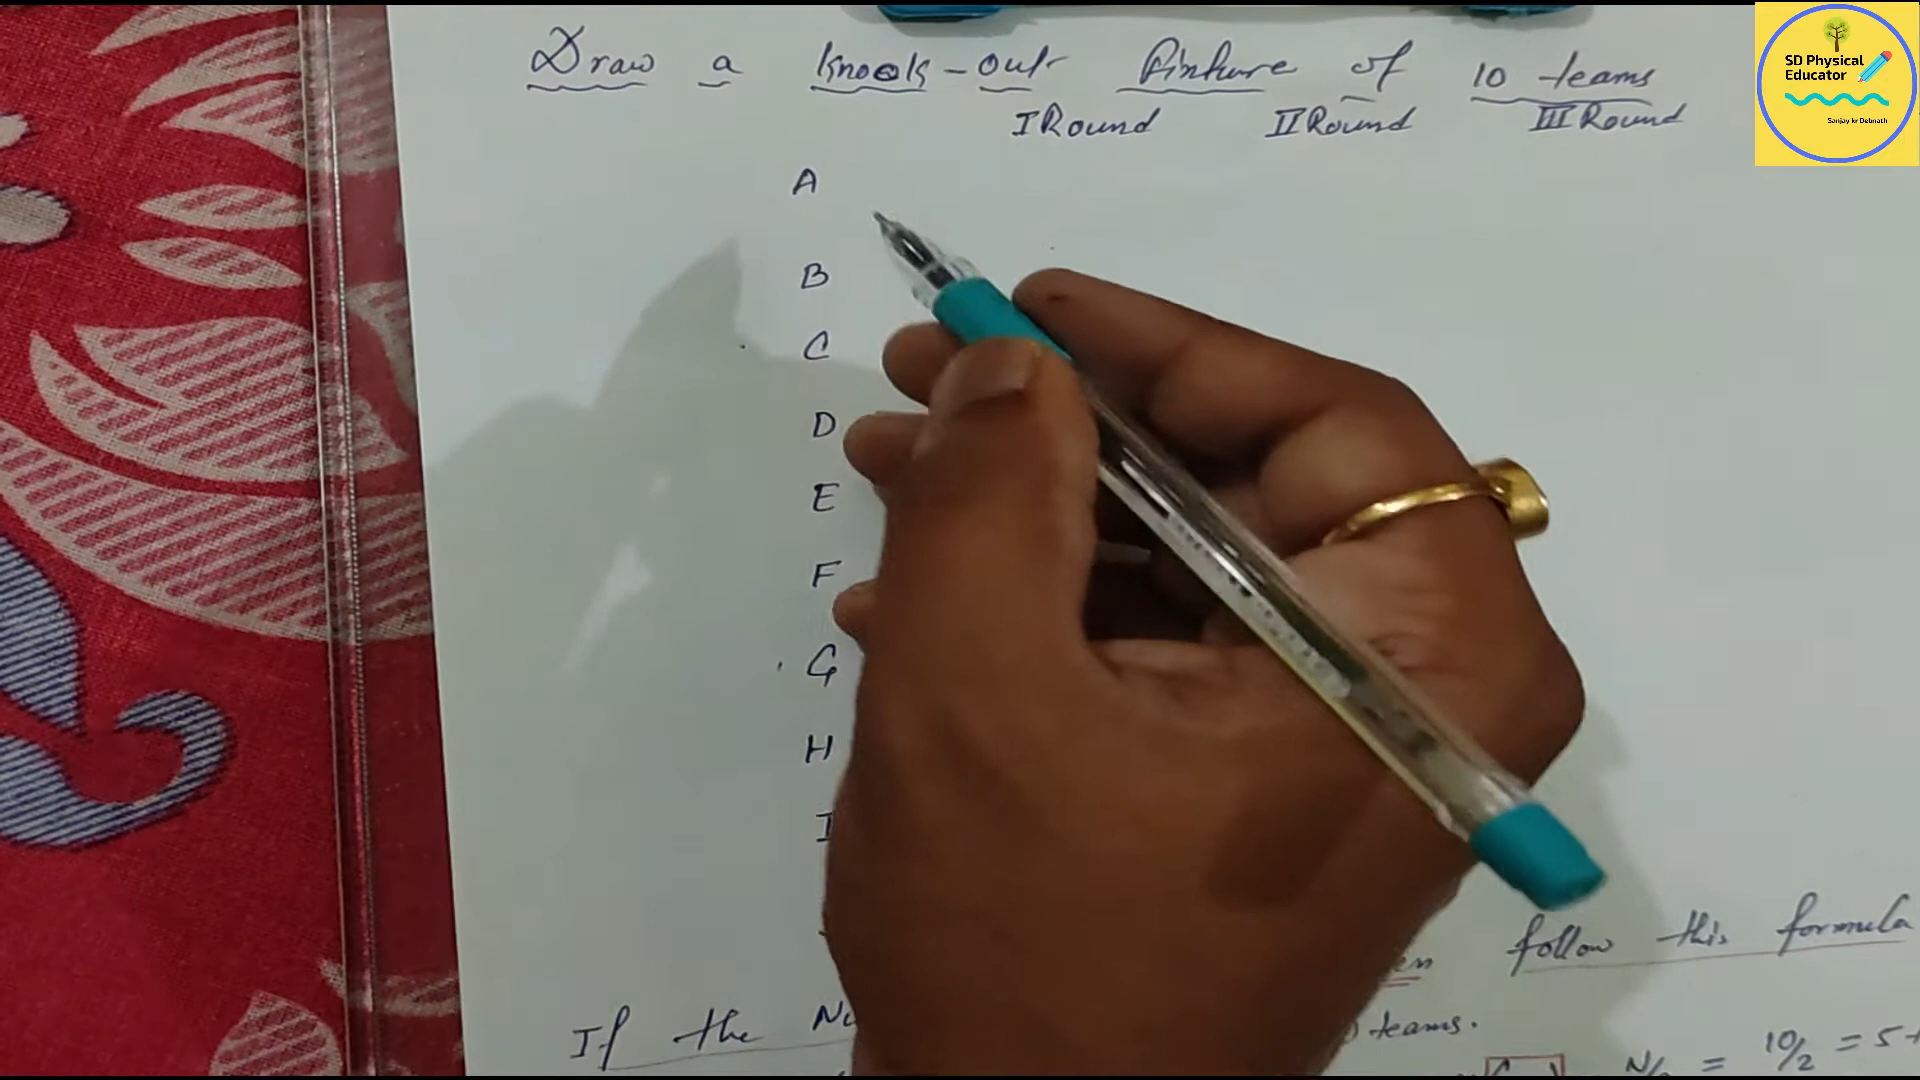 Draw a knock-out Fixture of 10 teams
I Round II Round III Round
A
B
C
D
E
F
G
H
I
follow this formula
If the
teams.
N/2 = 10/2 = 5 +
SD Physical
Educator
Sanjay kr Debnath